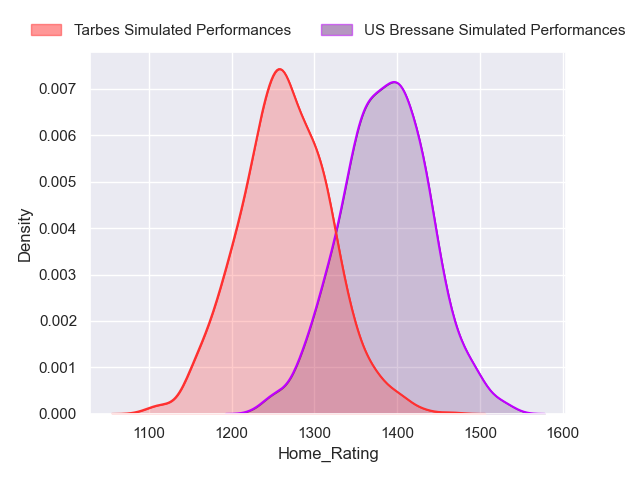 Tarbes Simulated Performances US Bressane Simulated Performances
0.007
0.006
0.005
0.004
0.003
0.002
0.001
0.000
Density
1100 1200 1300 1400 1500 1600
Home_Rating